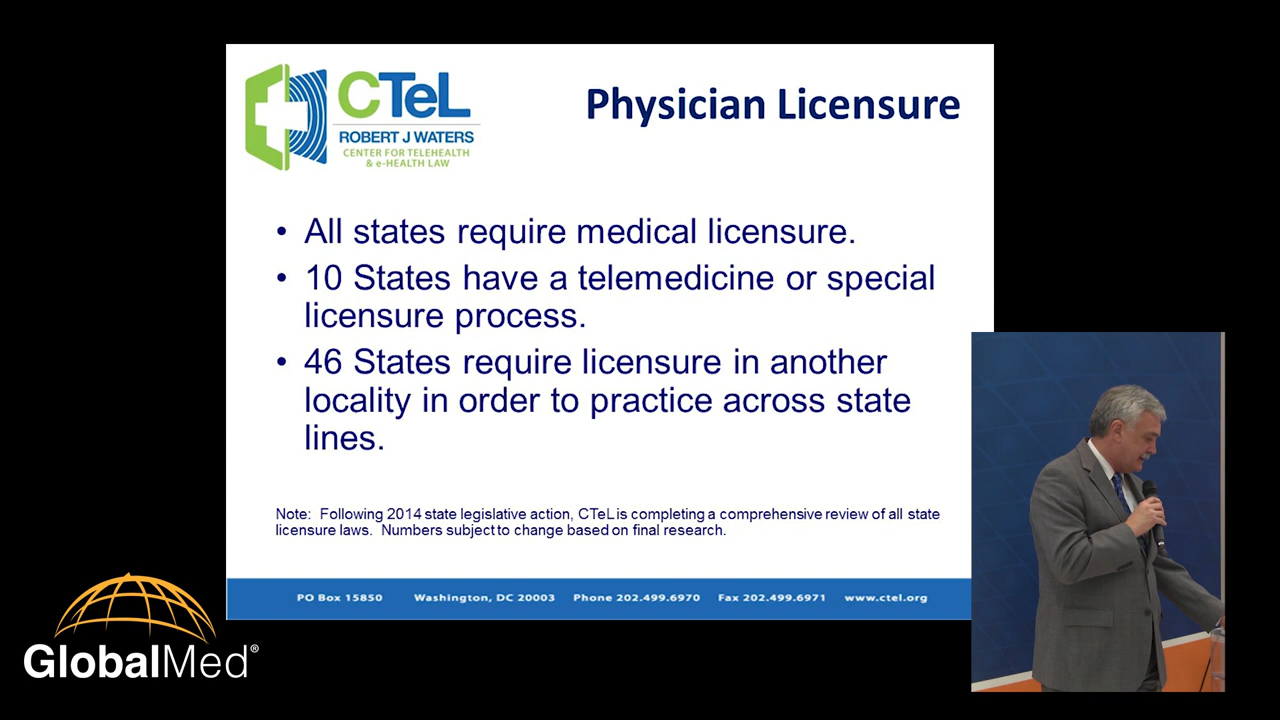 CTeL
ROBERT J WATERS
CENTER FOR TELEHEALTH
& e-HEALTH LAW
Physician Licensure
• All states require medical licensure.
• 10 States have a telemedicine or special
licensure process.
• 46 States require licensure in another
locality in order to practice across state
lines.
Note: Following 2014 state legislative action, CTeL is completing a comprehensive review of all state
licensure laws. Numbers subject to change based on final research.
PO Box 15850 Washington, DC 20003 Phone 202.499.6970 Fax 202.499.6971 www.ctel.org
GlobalMed®